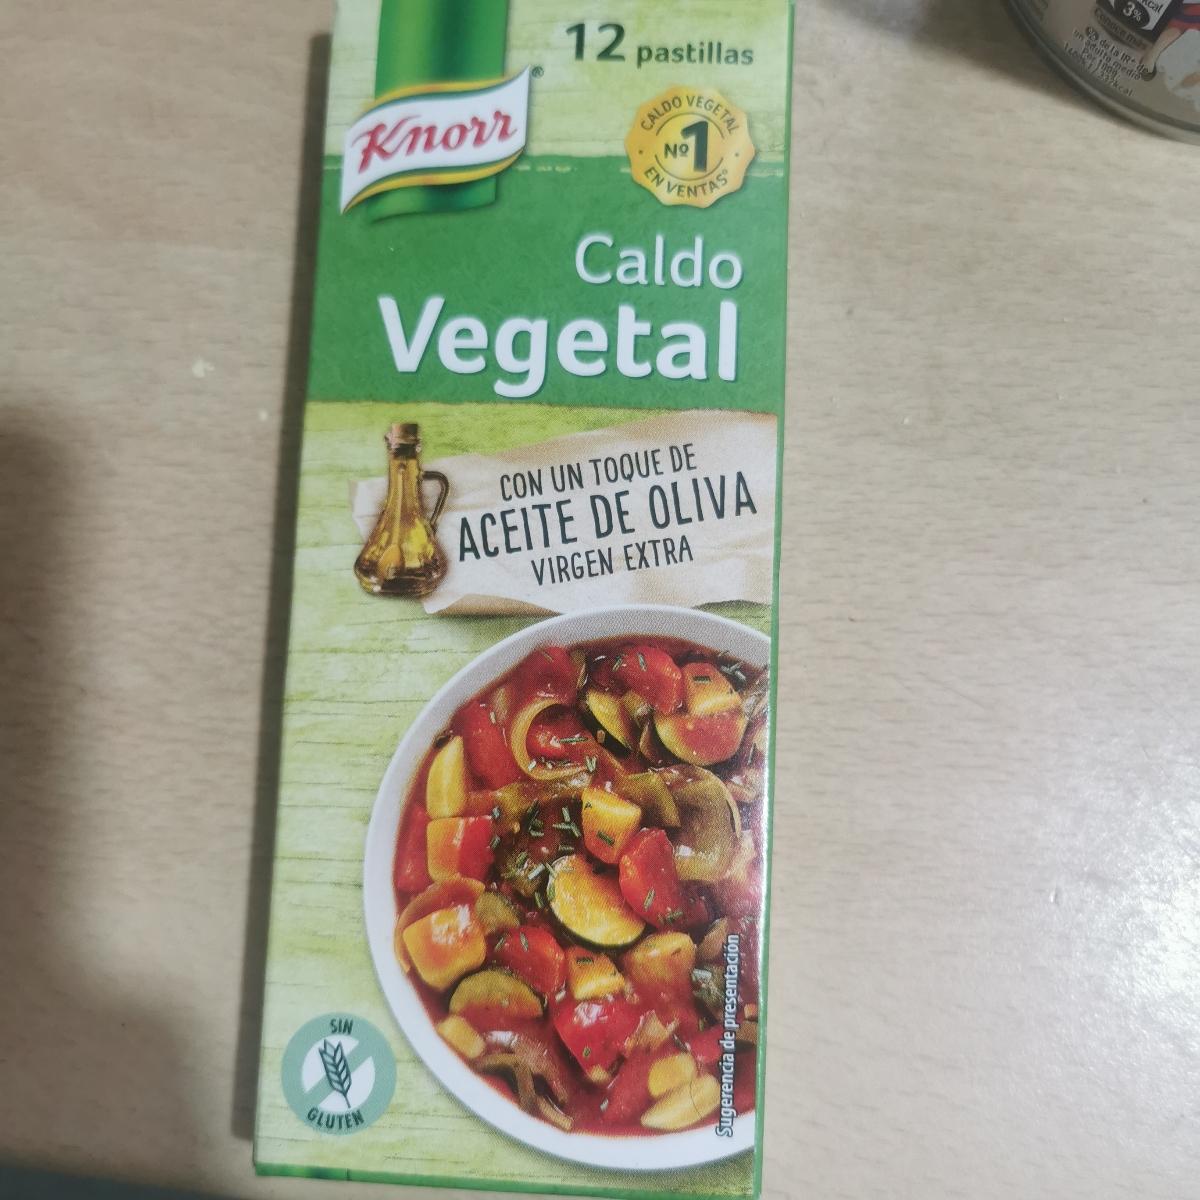 12 pastillas
Knorr®
CALDO VEGETAL
Nº1
EN VENTAS
Caldo
Vegetal
CON UN TOQUE DE
ACEITE DE OLIVA
VIRGEN EXTRA
SIN
GLUTEN
Sugerencia de presentación
3%